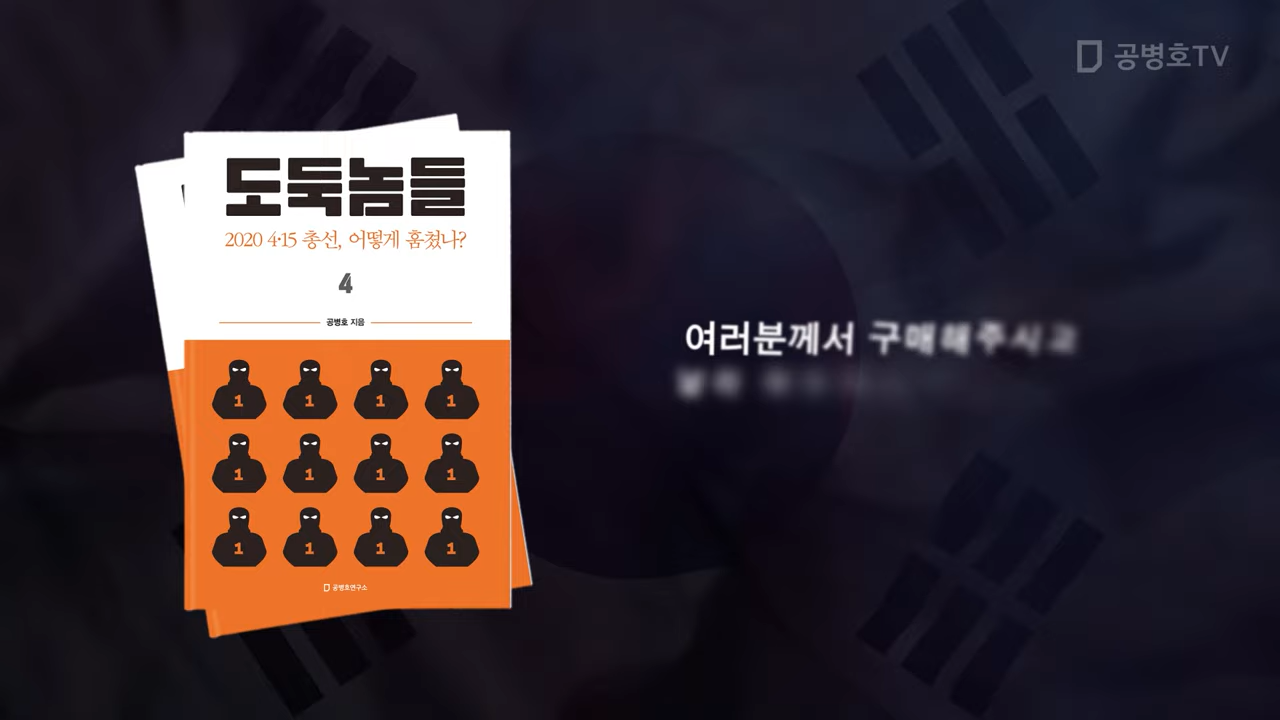 공병호TV
도둑놈들
2020 4·15 총선, 어떻게 훔쳤나?
4
공병호 지음
1 1 1 1
1 1 1 1
1 1 1 1
공병호연구소
여러분께서 구매해주시고